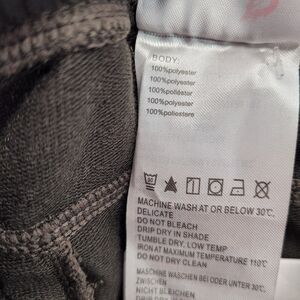 BODY:
100%polyester
100%polyester
100%poliéster
100%polyester
100%poliestere
MACHINE WASH AT OR BELOW 30°C,
DELICATE
DO NOT BLEACH
DRIP DRY IN SHADE
TUMBLE DRY, LOW TEMP
IRON AT MAXIMUM TEMPERATURE 110°C
DO NOT DRY CLEAN
MASCHINE WASCHEN BEI ODER UNTER 30°C,
ZWISCHEN
NICHT BLEICHEN